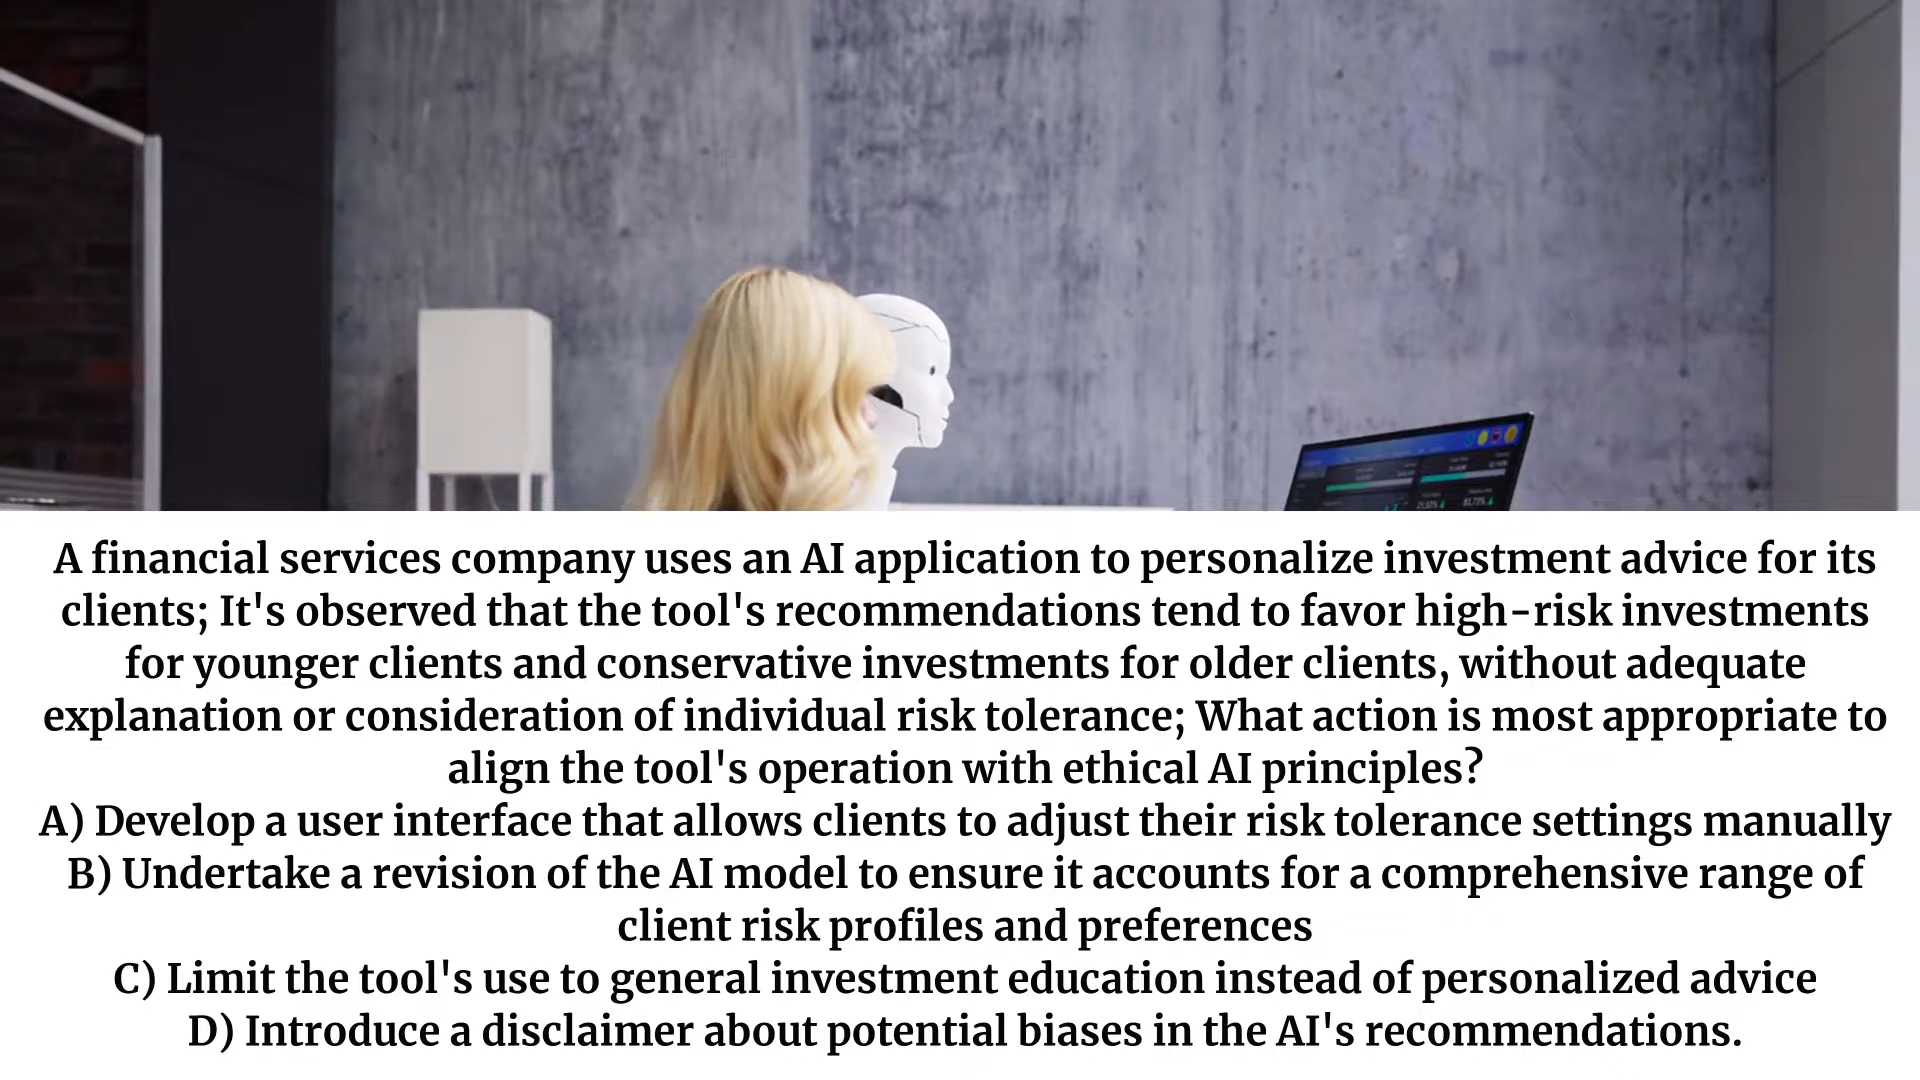 A financial services company uses an AI application to personalize investment advice for its
clients; It's observed that the tool's recommendations tend to favor high-risk investments
for younger clients and conservative investments for older clients, without adequate
explanation or consideration of individual risk tolerance; What action is most appropriate to
align the tool's operation with ethical AI principles?
A) Develop a user interface that allows clients to adjust their risk tolerance settings manually
B) Undertake a revision of the AI model to ensure it accounts for a comprehensive range of
client risk profiles and preferences
C) Limit the tool's use to general investment education instead of personalized advice
D) Introduce a disclaimer about potential biases in the AI's recommendations.